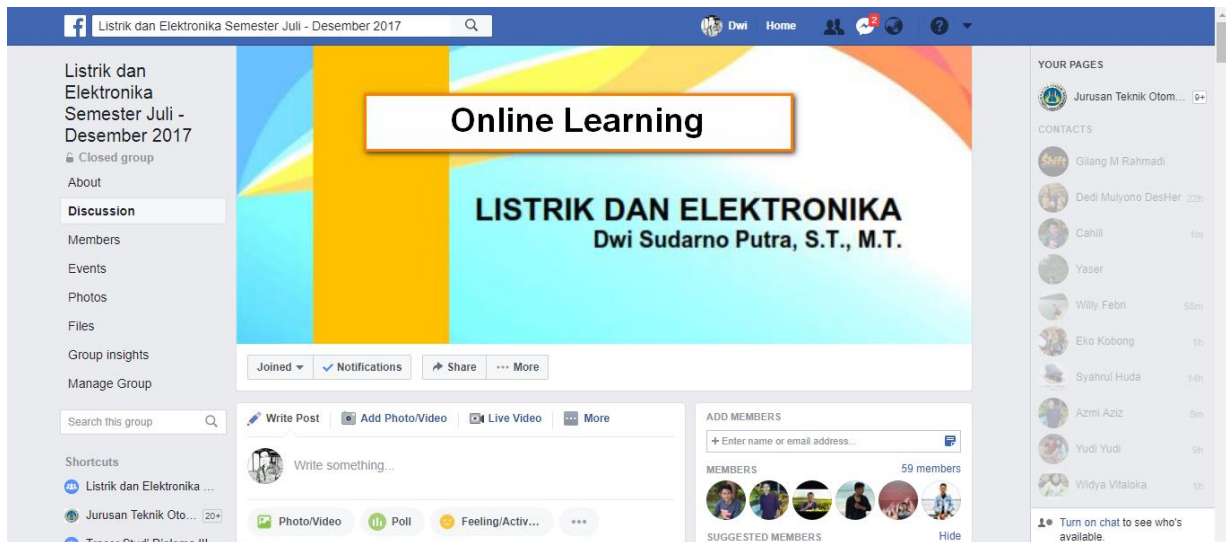 Listrik dan Elektronika Semester Juli - Desember 2017
Dwi
Home
2
Listrik dan
Elektronika
Semester Juli -
Desember 2017
Closed group
About
Discussion
Members
Events
Photos
Files
Group insights
Manage Group
Search this group
Shortcuts
Listrik dan Elektronika ...
Jurusan Teknik Oto... 20+
Online Learning
LISTRIK DAN ELEKTRONIKA
Dwi Sudarno Putra, S.T., M.T.
Joined
Notifications
Share
More
Write Post
Add Photo/Video
Live Video
More
Write something...
Photo/Video
Poll
Feeling/Activ...
ADD MEMBERS
+ Enter name or email address...
MEMBERS
59 members
SUGGESTED MEMBERS
Hide
YOUR PAGES
Jurusan Teknik Otom... 9+
CONTACTS
Gilang M Rahmadi
Dedi Mulyono DesHer 22h
Cahill 1m
Yaser
Willy Febri 58m
Eko Kobong 1h
Syahrul Huda 14h
Azmi Aziz 8m
Yudi Yudi 9h
Widya Vitaloka 1h
Turn on chat to see who's
available.